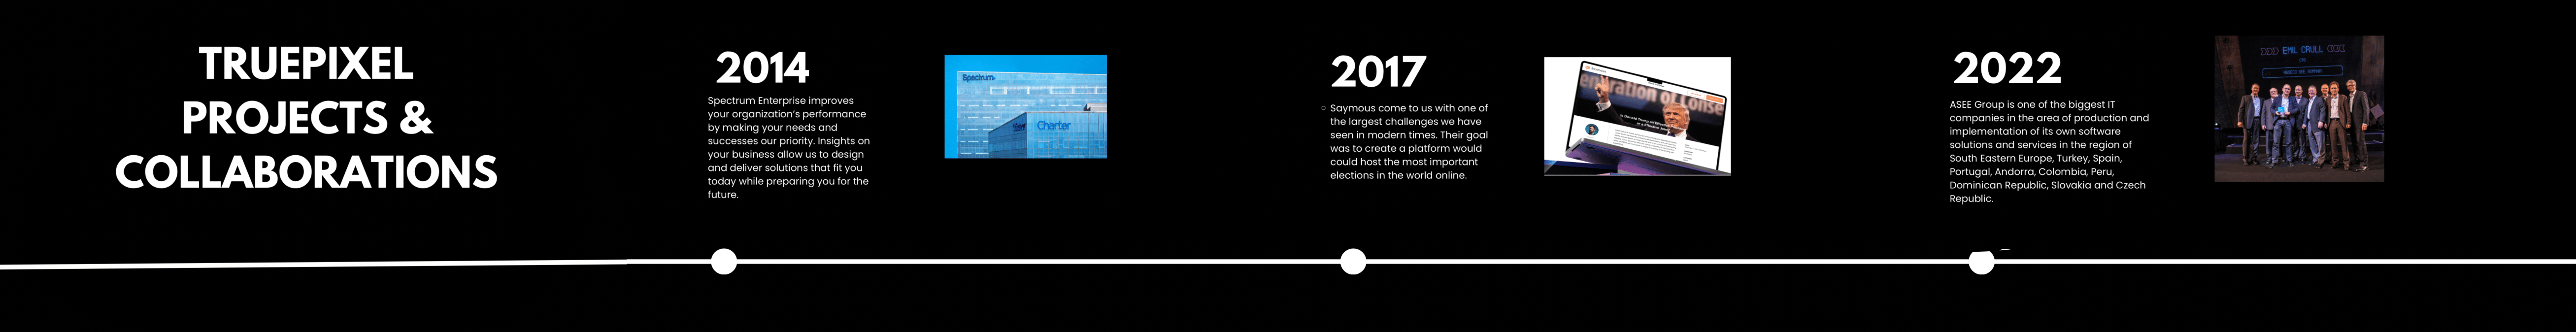 TRUEPIXEL
PROJECTS &
COLLABORATIONS
2014
Spectrum Enterprise improves
your organization's performance
by making your needs and
successes our priority. Insights on
your business allow us to design
and deliver solutions that fit you
today while preparing you for the
future.
Spectrum
Charter
2017
Saymous come to us with one of
the largest challenges we have
seen in modern times. Their goal
was to create a platform would
could host the most important
elections in the world online.
2022
ASEE Group is one of the biggest IT
companies in the area of production and
implementation of its own software
solutions and services in the region of
South Eastern Europe, Turkey, Spain,
Portugal, Andorra, Colombia, Peru,
Dominican Republic, Slovakia and Czech
Republic.
EMIL CRULL